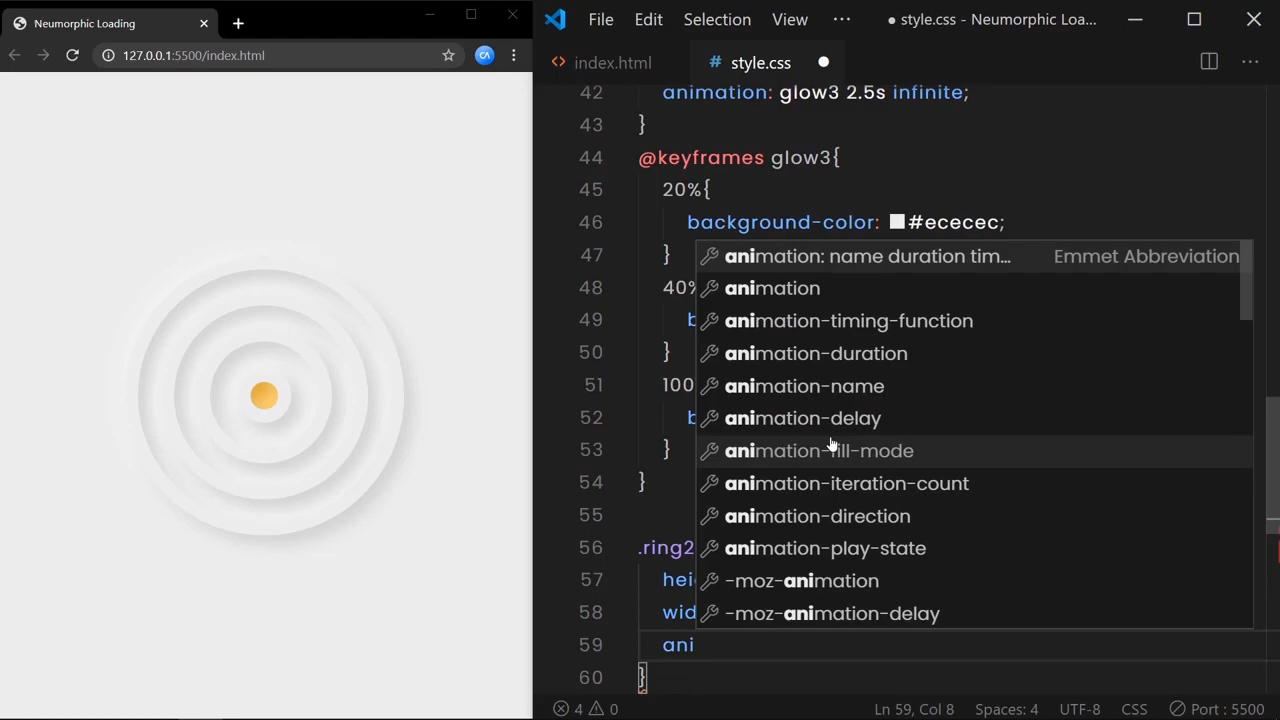 Neumorphic Loading
127.0.0.1:5500/index.html
CA
File Edit Selection View ··· ● style.css - Neumorphic Loa...
<> index.html
# style.css ●
42 animation: glow3 2.5s infinite;
43 }
44 @keyframes glow3{
45 20%{
46 background-color: #ececec;
47 }
48 40%
49 b
50 }
51 100
52 b
53 }
54 }
55
56 .ring2
57 hei
58 wid
59 ani
60 }
animation: name duration tim... Emmet Abbreviation
animation
animation-timing-function
animation-duration
animation-name
animation-delay
animation-fill-mode
animation-iteration-count
animation-direction
animation-play-state
-moz-animation
-moz-animation-delay
4 0 Ln 59, Col 8 Spaces: 4 UTF-8 CSS Port : 5500